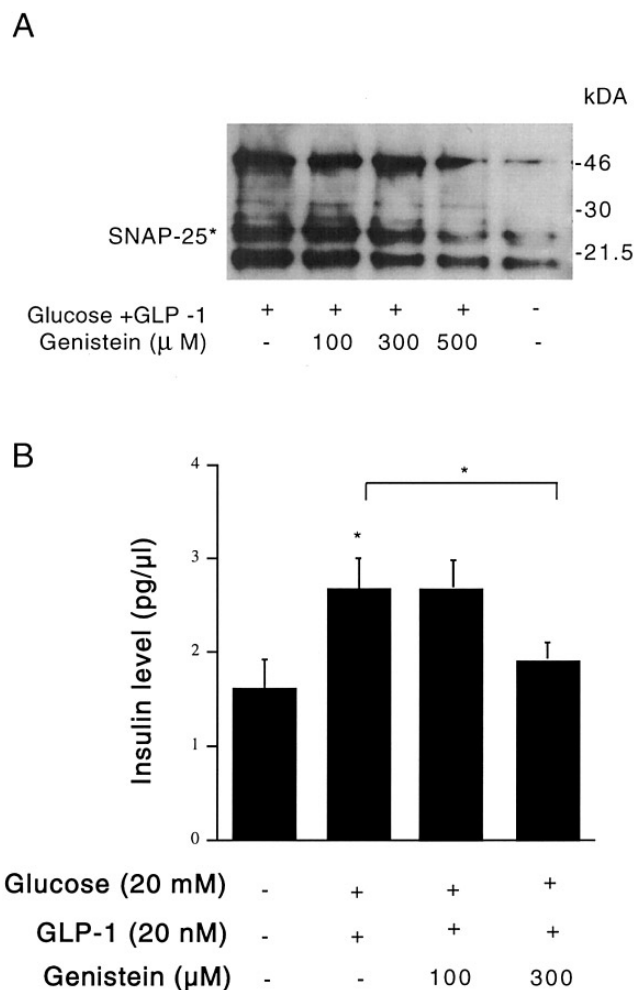 A
kDA
-46
-30
SNAP-25*
-21.5
Glucose +GLP -1 + + + + -
Genistein (μ M) - 100 300 500 -
B
4
*
*
3
2
1
0
Insulin level (pg/μl)
Glucose (20 mM) - + + +
GLP-1 (20 nM) - + + +
Genistein (μM) - - 100 300